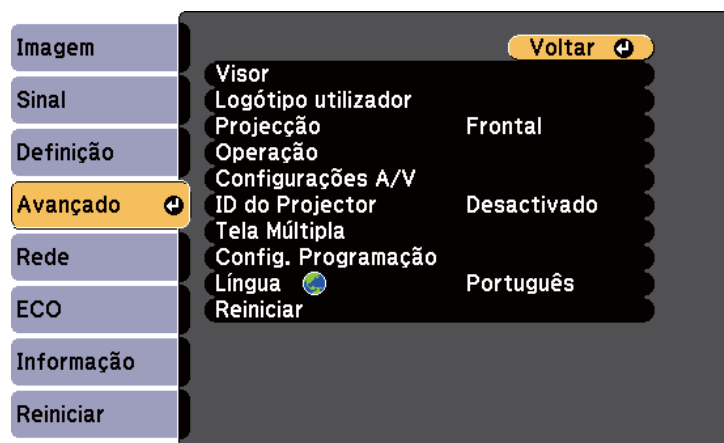 Imagem
Sinal
Definição
Avançado
Rede
ECO
Informação
Reiniciar
Voltar
Visor
Logótipo utilizador
Projecção Frontal
Operação
Configurações A/V
ID do Projector Desactivado
Tela Múltipla
Config. Programação
Língua Português
Reiniciar